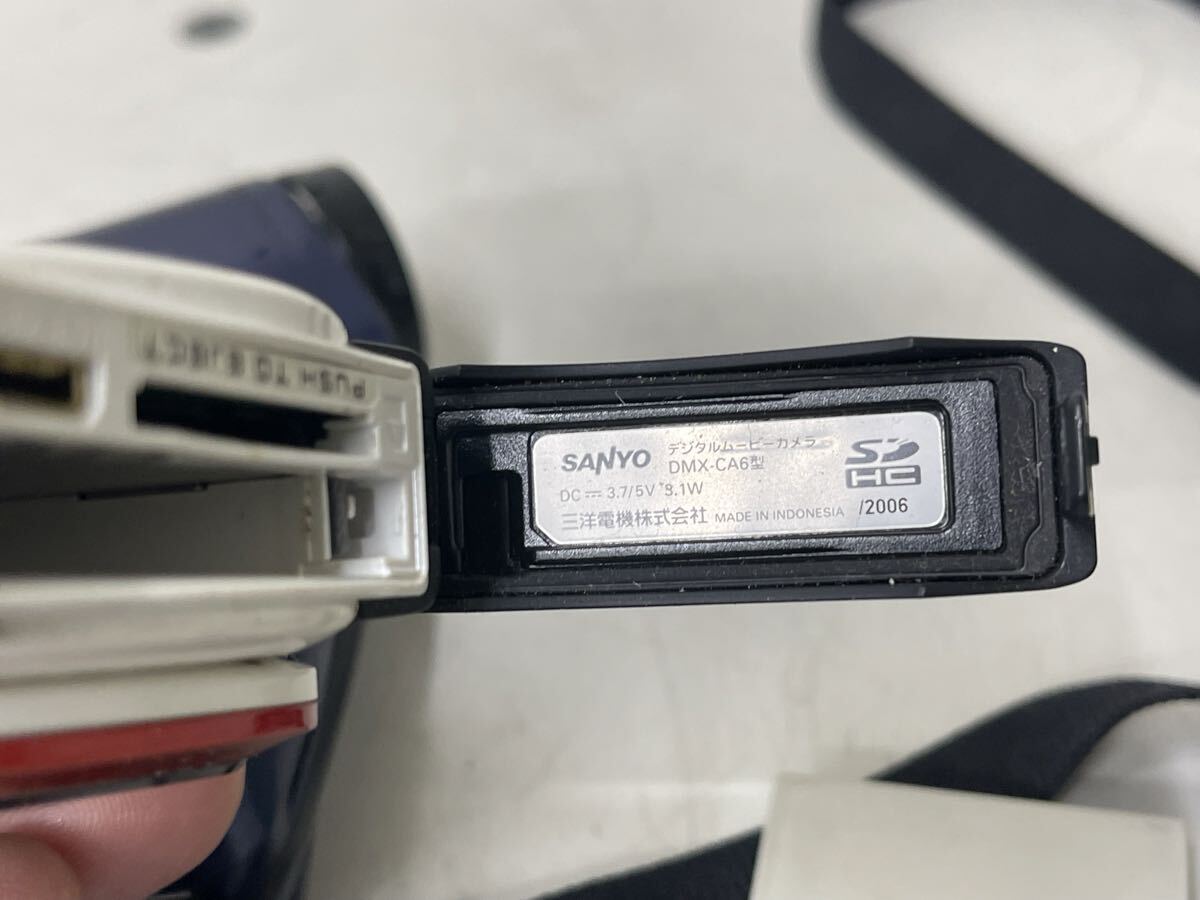 PUSH TO EJECT
SANYO デジタルムービーカメラ
DMX-CA6型
SD
HC
DC 3.7/5V 3.1W
三洋電機株式会社 MADE IN INDONESIA /2006